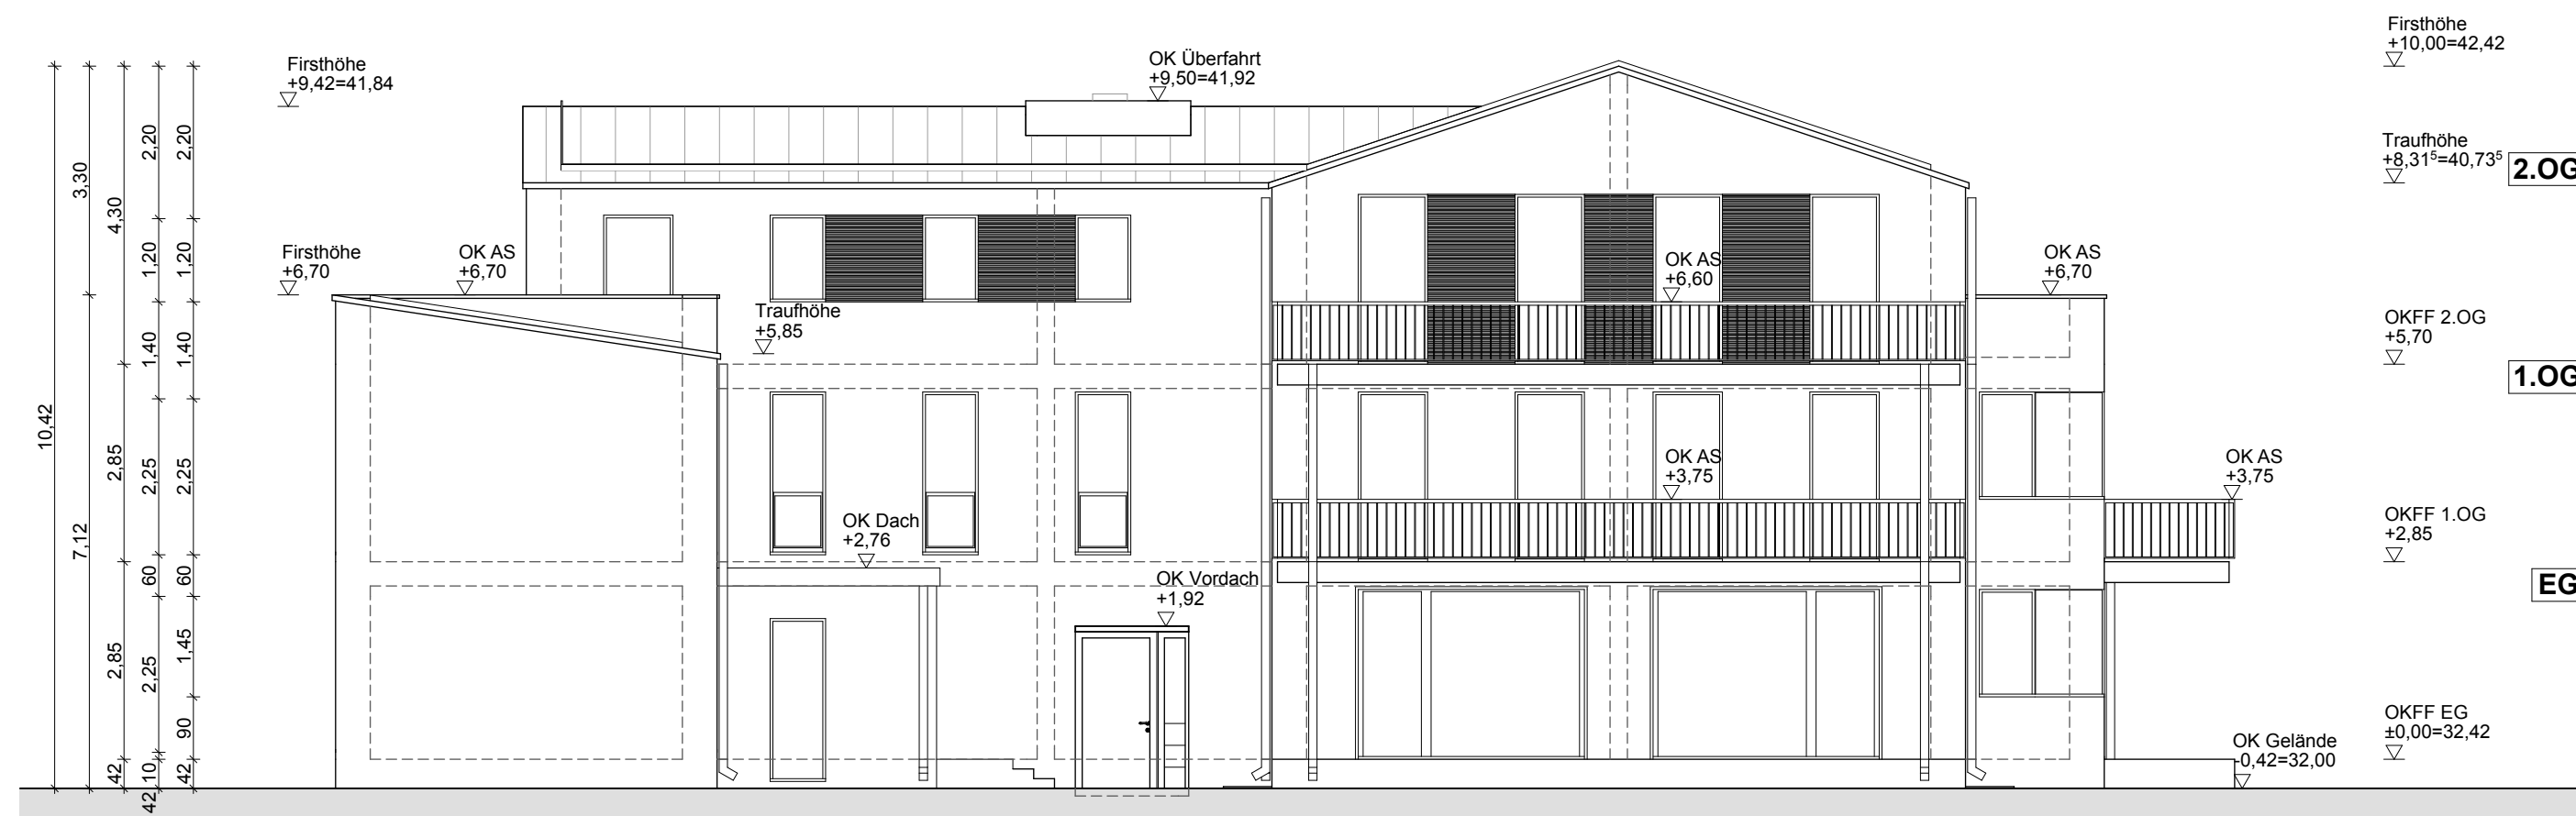 Firsthöhe
+10,00=42,42
Firsthöhe
+9,42=41,84
OK Überfahrt
+9,50=41,92
Traufhöhe
+8,31⁵=40,73⁵
2.OG
Firsthöhe
+6,70
OK AS
+6,70
OK AS
+6,60
OK AS
+6,70
Traufhöhe
+5,85
OKFF 2.OG
+5,70
1.OG
OK AS
+3,75
OK AS
+3,75
OK Dach
+2,76
OKFF 1.OG
+2,85
OK Vordach
+1,92
EG
OKFF EG
±0,00=32,42
OK Gelände
-0,42=32,00
10,42
3,30
7,12
4,30
2,85
2,85
42
2,20
1,20
1,40
2,25
60
2,25
10
42
2,20
1,20
1,40
2,25
60
1,45
90
42